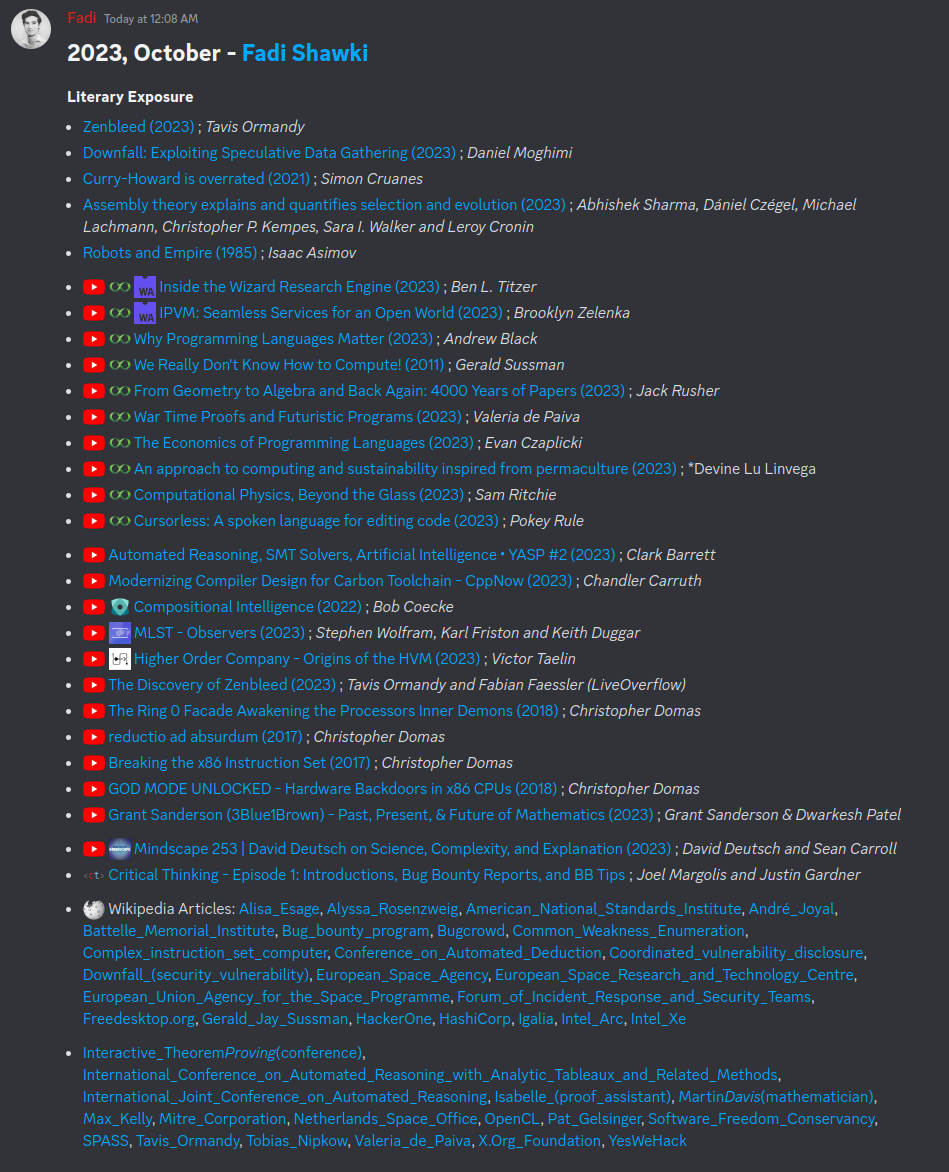 Fadi Today at 12:08 AM
2023, October - Fadi Shawki
Literary Exposure
• Zenbleed (2023) ; Tavis Ormandy
• Downfall: Exploiting Speculative Data Gathering (2023) ; Daniel Moghimi
• Curry-Howard is overrated (2021) ; Simon Cruanes
• Assembly theory explains and quantifies selection and evolution (2023) ; Abhishek Sharma, Dániel Czégel, Michael
Lachmann, Christopher P. Kempes, Sara I. Walker and Leroy Cronin
• Robots and Empire (1985) ; Isaac Asimov
• WA Inside the Wizard Research Engine (2023) ; Ben L. Titzer
• WA IPVM: Seamless Services for an Open World (2023) ; Brooklyn Zelenka
• Why Programming Languages Matter (2023) ; Andrew Black
• We Really Don't Know How to Compute! (2011) ; Gerald Sussman
• From Geometry to Algebra and Back Again: 4000 Years of Papers (2023) ; Jack Rusher
• War Time Proofs and Futuristic Programs (2023) ; Valeria de Paiva
• The Economics of Programming Languages (2023) ; Evan Czaplicki
• An approach to computing and sustainability inspired from permaculture (2023) ; *Devine Lu Linvega
• Computational Physics, Beyond the Glass (2023) ; Sam Ritchie
• Cursorless: A spoken language for editing code (2023) ; Pokey Rule
• Automated Reasoning, SMT Solvers, Artificial Intelligence • YASP #2 (2023) ; Clark Barrett
• Modernizing Compiler Design for Carbon Toolchain - CppNow (2023) ; Chandler Carruth
• Compositional Intelligence (2022) ; Bob Coecke
• MLST - Observers (2023) ; Stephen Wolfram, Karl Friston and Keith Duggar
• Higher Order Company - Origins of the HVM (2023) ; Victor Taelin
• The Discovery of Zenbleed (2023) ; Tavis Ormandy and Fabian Faessler (LiveOverflow)
• The Ring 0 Facade Awakening the Processors Inner Demons (2018) ; Christopher Domas
• reductio ad absurdum (2017) ; Christopher Domas
• Breaking the x86 Instruction Set (2017) ; Christopher Domas
• GOD MODE UNLOCKED - Hardware Backdoors in x86 CPUs (2018) ; Christopher Domas
• Grant Sanderson (3Blue1Brown) - Past, Present, & Future of Mathematics (2023) ; Grant Sanderson & Dwarkesh Patel
• Mindscape 253 | David Deutsch on Science, Complexity, and Explanation (2023) ; David Deutsch and Sean Carroll
• <Ct> Critical Thinking - Episode 1: Introductions, Bug Bounty Reports, and BB Tips ; Joel Margolis and Justin Gardner
• Wikipedia Articles: Alisa_Esage, Alyssa_Rosenzweig, American_National_Standards_Institute, André_Joyal,
Battelle_Memorial_Institute, Bug_bounty_program, Bugcrowd, Common_Weakness_Enumeration,
Complex_instruction_set_computer, Conference_on_Automated_Deduction, Coordinated_vulnerability_disclosure,
Downfall_(security_vulnerability), European_Space_Agency, European_Space_Research_and_Technology_Centre,
European_Union_Agency_for_the_Space_Programme, Forum_of_Incident_Response_and_Security_Teams,
Freedesktop.org, Gerald_Jay_Sussman, HackerOne, HashiCorp, Igalia, Intel_Arc, Intel_Xe
• Interactive_TheoremProving(conference),
International_Conference_on_Automated_Reasoning_with_Analytic_Tableaux_and_Related_Methods,
International_Joint_Conference_on_Automated_Reasoning, Isabelle_(proof_assistant), MartinDavis(mathematician),
Max_Kelly, Mitre_Corporation, Netherlands_Space_Office, OpenCL, Pat_Gelsinger, Software_Freedom_Conservancy,
SPASS, Tavis_Ormandy, Tobias_Nipkow, Valeria_de_Paiva, X.Org_Foundation, YesWeHack